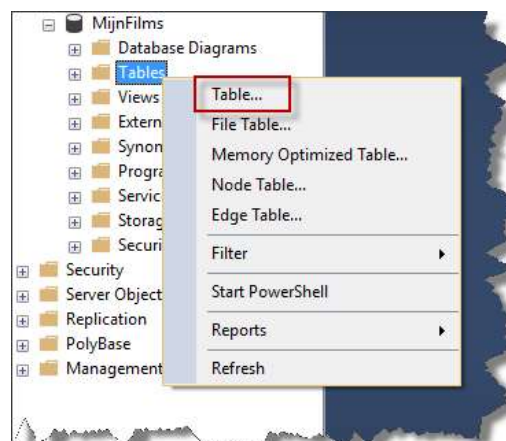 MijnFilms
Database Diagrams
Tables
Views
Extern
Synon
Progra
Servic
Storag
Securi
Security
Server Object
Replication
PolyBase
Management
Table...
File Table...
Memory Optimized Table...
Node Table...
Edge Table...
Filter
Start PowerShell
Reports
Refresh